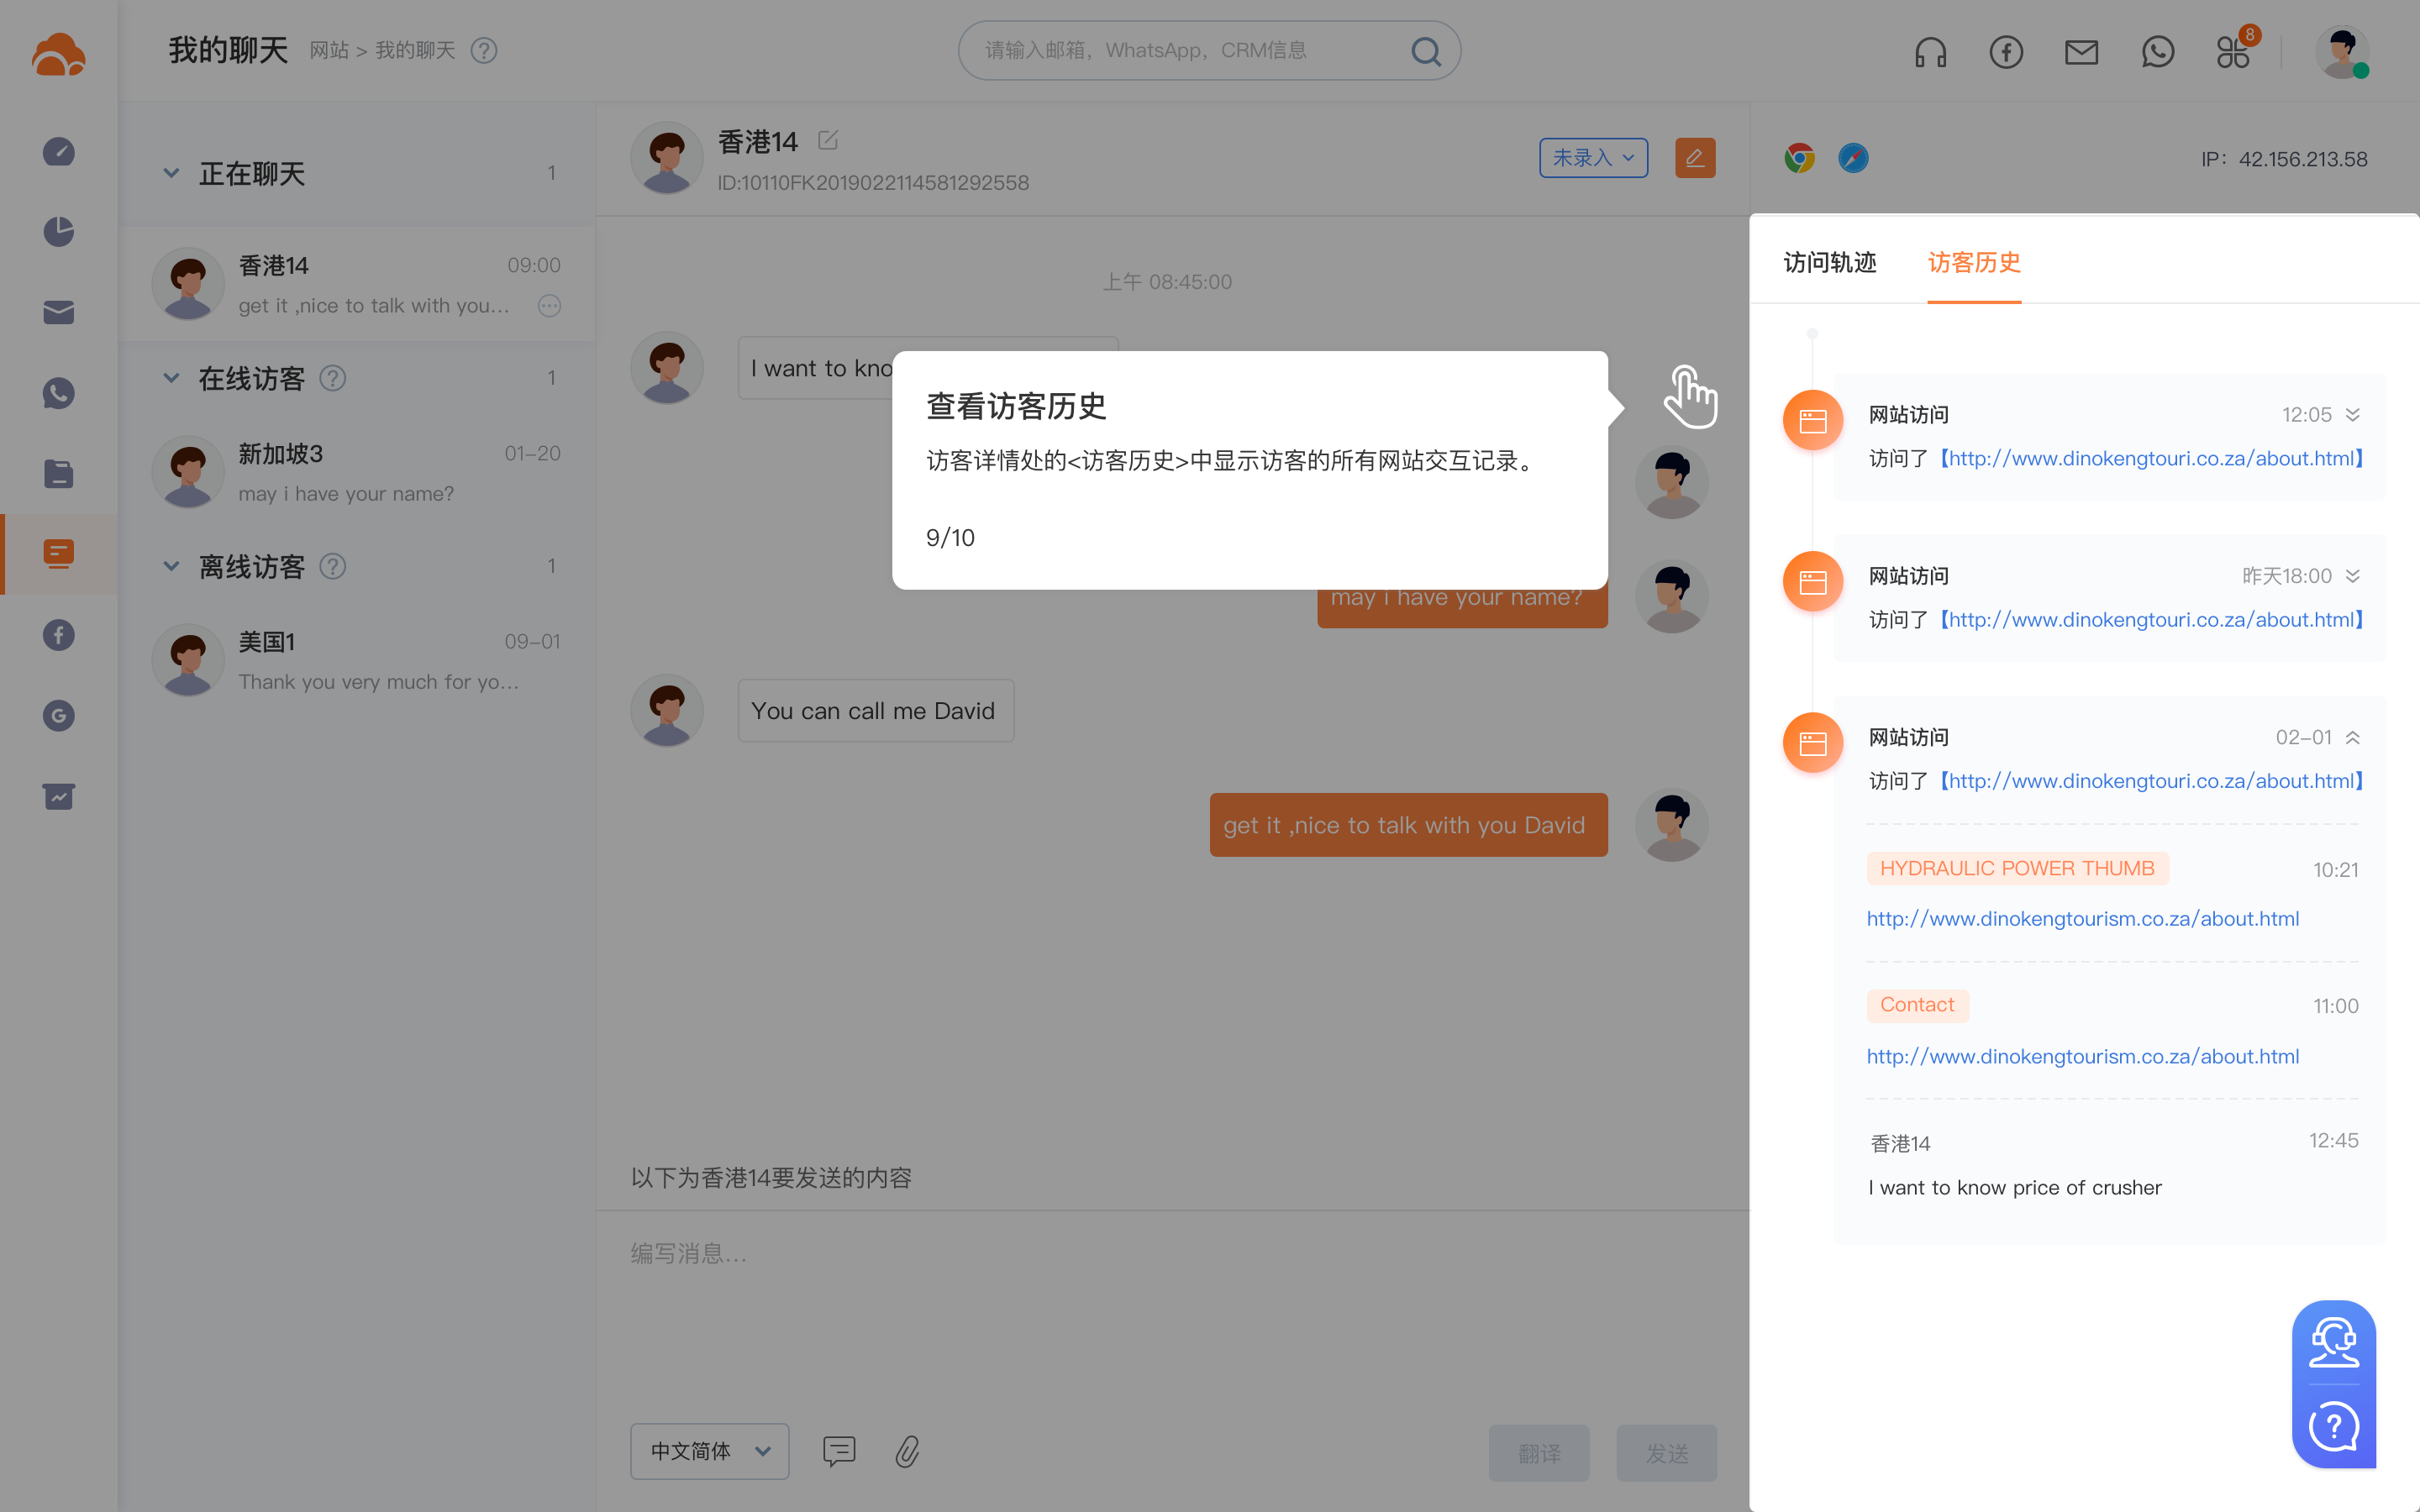 我的聊天
网站 > 我的聊天
请输入邮箱，WhatsApp，CRM信息
8
正在聊天
1
香港14
09:00
get it ,nice to talk with you...
在线访客
1
新加坡3
01-20
may i have your name?
离线访客
1
美国1
09-01
Thank you very much for yo...
香港14
ID:10110FK2019022114581292558
未录入
上午 08:45:00
I want to kno
查看访客历史
访客详情处的<访客历史>中显示访客的所有网站交互记录。
9/10
may i have your name?
You can call me David
get it ,nice to talk with you David
以下为香港14要发送的内容
编写消息...
中文简体
翻译
发送
IP：42.156.213.58
访问轨迹
访客历史
网站访问
12:05
访问了【http://www.dinokengtouri.co.za/about.html】
网站访问
昨天18:00
访问了【http://www.dinokengtouri.co.za/about.html】
网站访问
02-01
访问了【http://www.dinokengtouri.co.za/about.html】
HYDRAULIC POWER THUMB
10:21
http://www.dinokengtourism.co.za/about.html
Contact
11:00
http://www.dinokengtourism.co.za/about.html
香港14
12:45
I want to know price of crusher